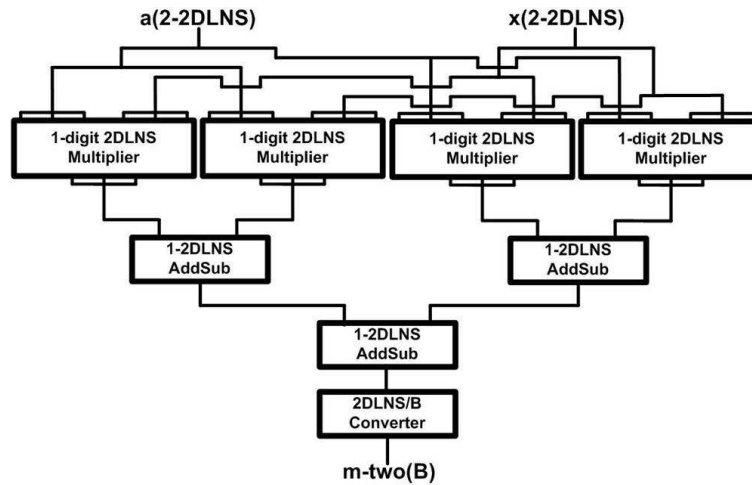 a(2-2DLNS)
x(2-2DLNS)
1-digit 2DLNS
Multiplier
1-digit 2DLNS
Multiplier
1-digit 2DLNS
Multiplier
1-digit 2DLNS
Multiplier
1-2DLNS
AddSub
1-2DLNS
AddSub
1-2DLNS
AddSub
2DLNS/B
Converter
m-two(B)